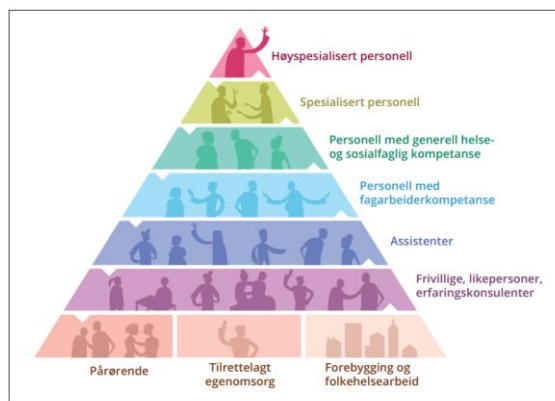 Høyspesialisert personell
Spesialisert personell
Personell med generell helse-
og sosialfaglig kompetanse
Personell med
fagarbeiderkompetanse
Assistenter
Frivillige, likepersoner,
erfaringskonsulenter
Pårørende
Tilrettelagt
egenomsorg
Forebygging og
folkehelsearbeid